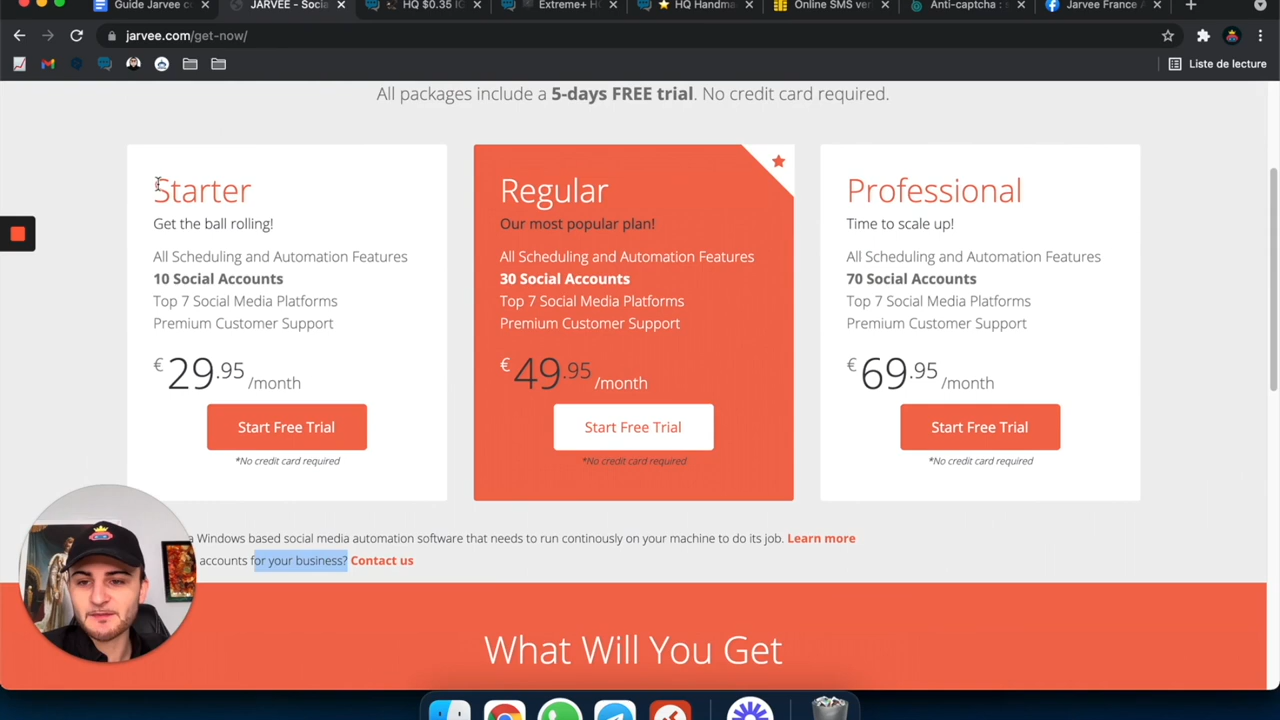 Guide Jarvee c
JARVEE - Socia
HQ $0.35 IG
Extreme+ H
HQ Handma
Online SMS ver
Anti-captcha : s
Jarvee France A
jarvee.com/get-now/
Liste de lecture
All packages include a 5-days FREE trial. No credit card required.
Starter
Get the ball rolling!
All Scheduling and Automation Features
10 Social Accounts
Top 7 Social Media Platforms
Premium Customer Support
€29.95/month
Start Free Trial
*No credit card required
Regular
Our most popular plan!
All Scheduling and Automation Features
30 Social Accounts
Top 7 Social Media Platforms
Premium Customer Support
€49.95/month
Start Free Trial
*No credit card required
Professional
Time to scale up!
All Scheduling and Automation Features
70 Social Accounts
Top 7 Social Media Platforms
Premium Customer Support
€69.95/month
Start Free Trial
*No credit card required
a Windows based social media automation software that needs to run continously on your machine to do its job. Learn more
accounts for your business? Contact us
What Will You Get